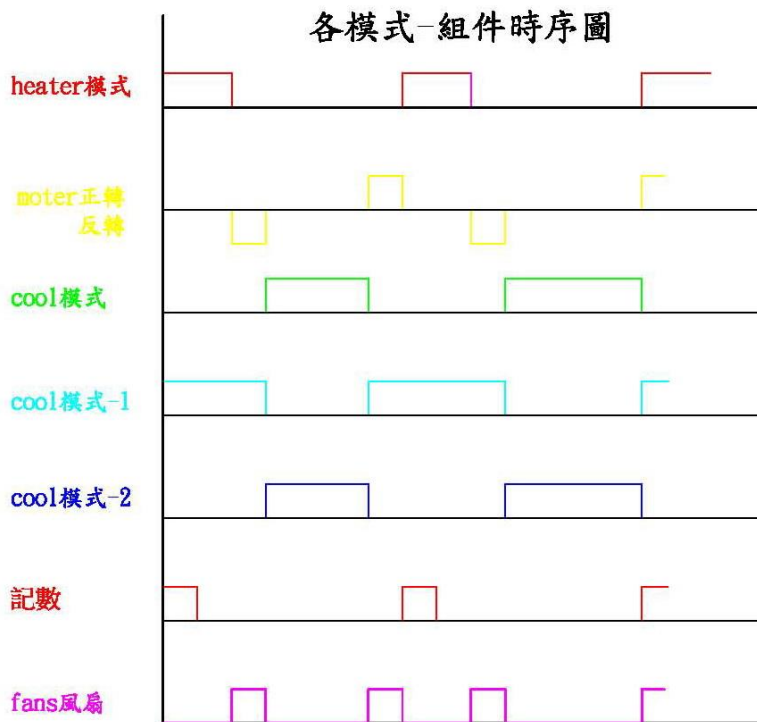 各模式-組件時序圖
heater模式
moter正轉
反轉
cool模式
cool模式-1
cool模式-2
記數
fans風扇